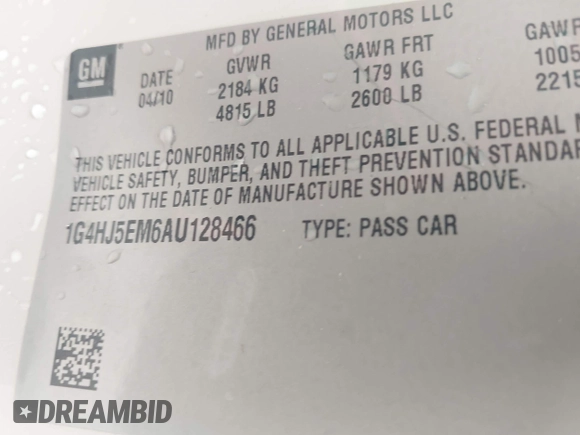 GM
MFD BY GENERAL MOTORS LLC
DATE GVWR GAWR FRT GAWR
04/10 2184 KG 1179 KG 1005
4815 LB 2600 LB 2215
THIS VEHICLE CONFORMS TO ALL APPLICABLE U.S. FEDERAL
VEHICLE SAFETY, BUMPER, AND THEFT PREVENTION STANDAR
EFFECT ON THE DATE OF MANUFACTURE SHOWN ABOVE.
1G4HJ5EM6AU128466 TYPE: PASS CAR
DREAMBID